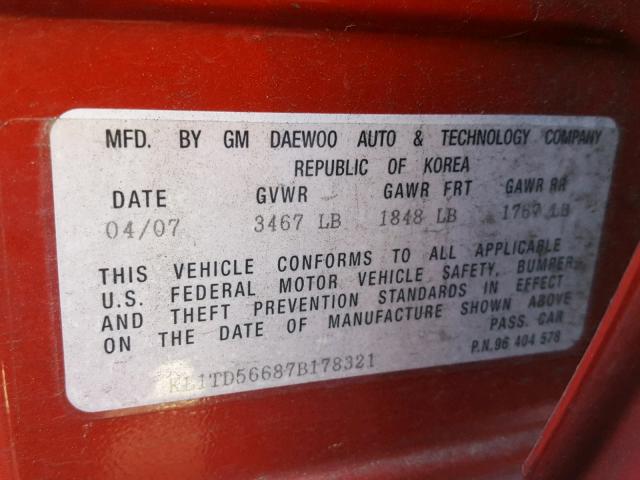 MFD. BY GM DAEWOO AUTO & TECHNOLOGY COMPANY
REPUBLIC OF KOREA
DATE GVWR GAWR FRT GAWR RR
04/07 3467 LB 1848 LB 1767 LB
THIS VEHICLE CONFORMS TO ALL APPLICABLE
U.S. FEDERAL MOTOR VEHICLE SAFETY, BUMPER,
AND THEFT PREVENTION STANDARDS IN EFFECT
ON THE DATE OF MANUFACTURE SHOWN ABOVE
PASS. CAR
P.N.96 404 578
KL1TD56687B178321